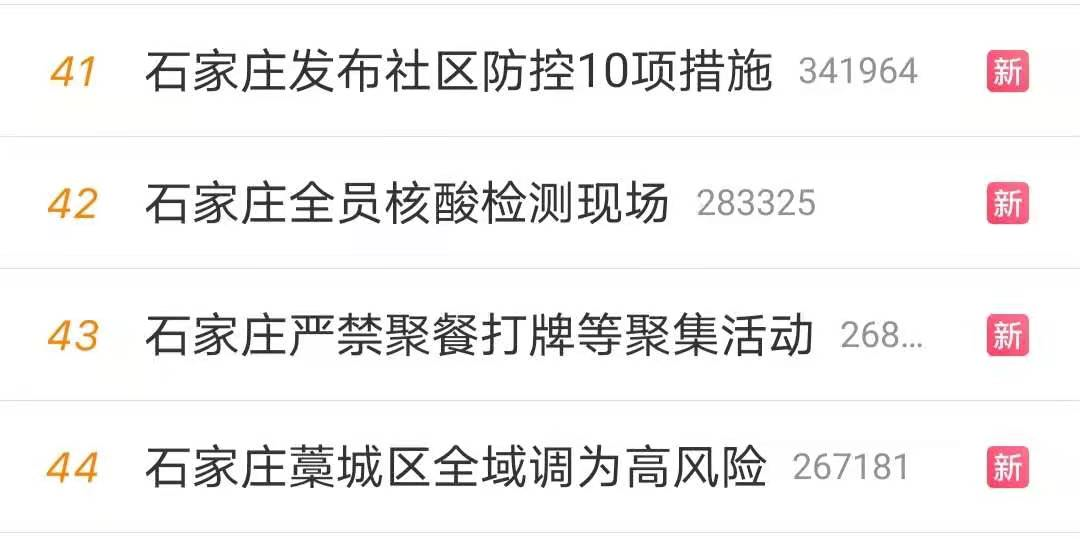 41 石家庄发布社区防控10项措施 341964 新
42 石家庄全员核酸检测现场 283325 新
43 石家庄严禁聚餐打牌等聚集活动 268... 新
44 石家庄藁城区全域调为高风险 267181 新